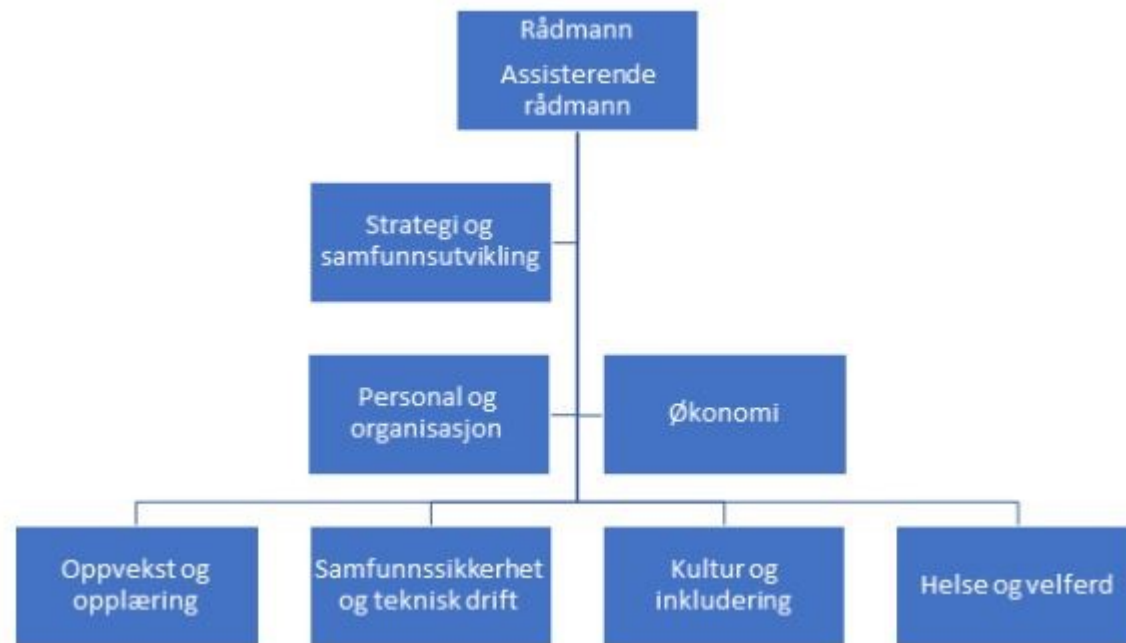 Rådmann
Assisterende
rådmann
Strategi og
samfunnsutvikling
Personal og
organisasjon
Økonomi
Oppvekst og
opplæring
Samfunnssikkerhet
og teknisk drift
Kultur og
inkludering
Helse og velferd